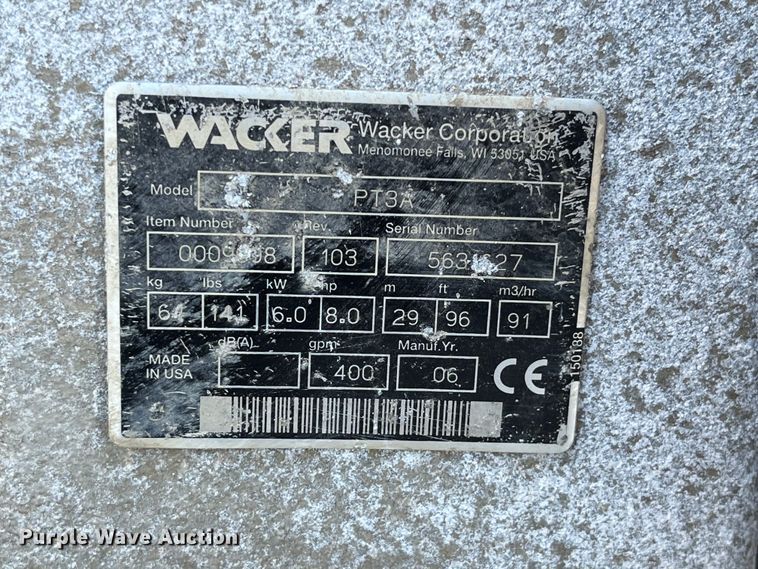 WACKER Wacker Corporation
Menomonee Falls, WI 53051 USA
Model PT3A
Item Number Rev. Serial Number
103
kg lbs kW hp m ft m3/hr
64 141 6.0 8.0 29 96 91
dB(A) gpm Manuf. Yr.
MADE IN USA 400 06 CE
150138
Purple Wave Auction